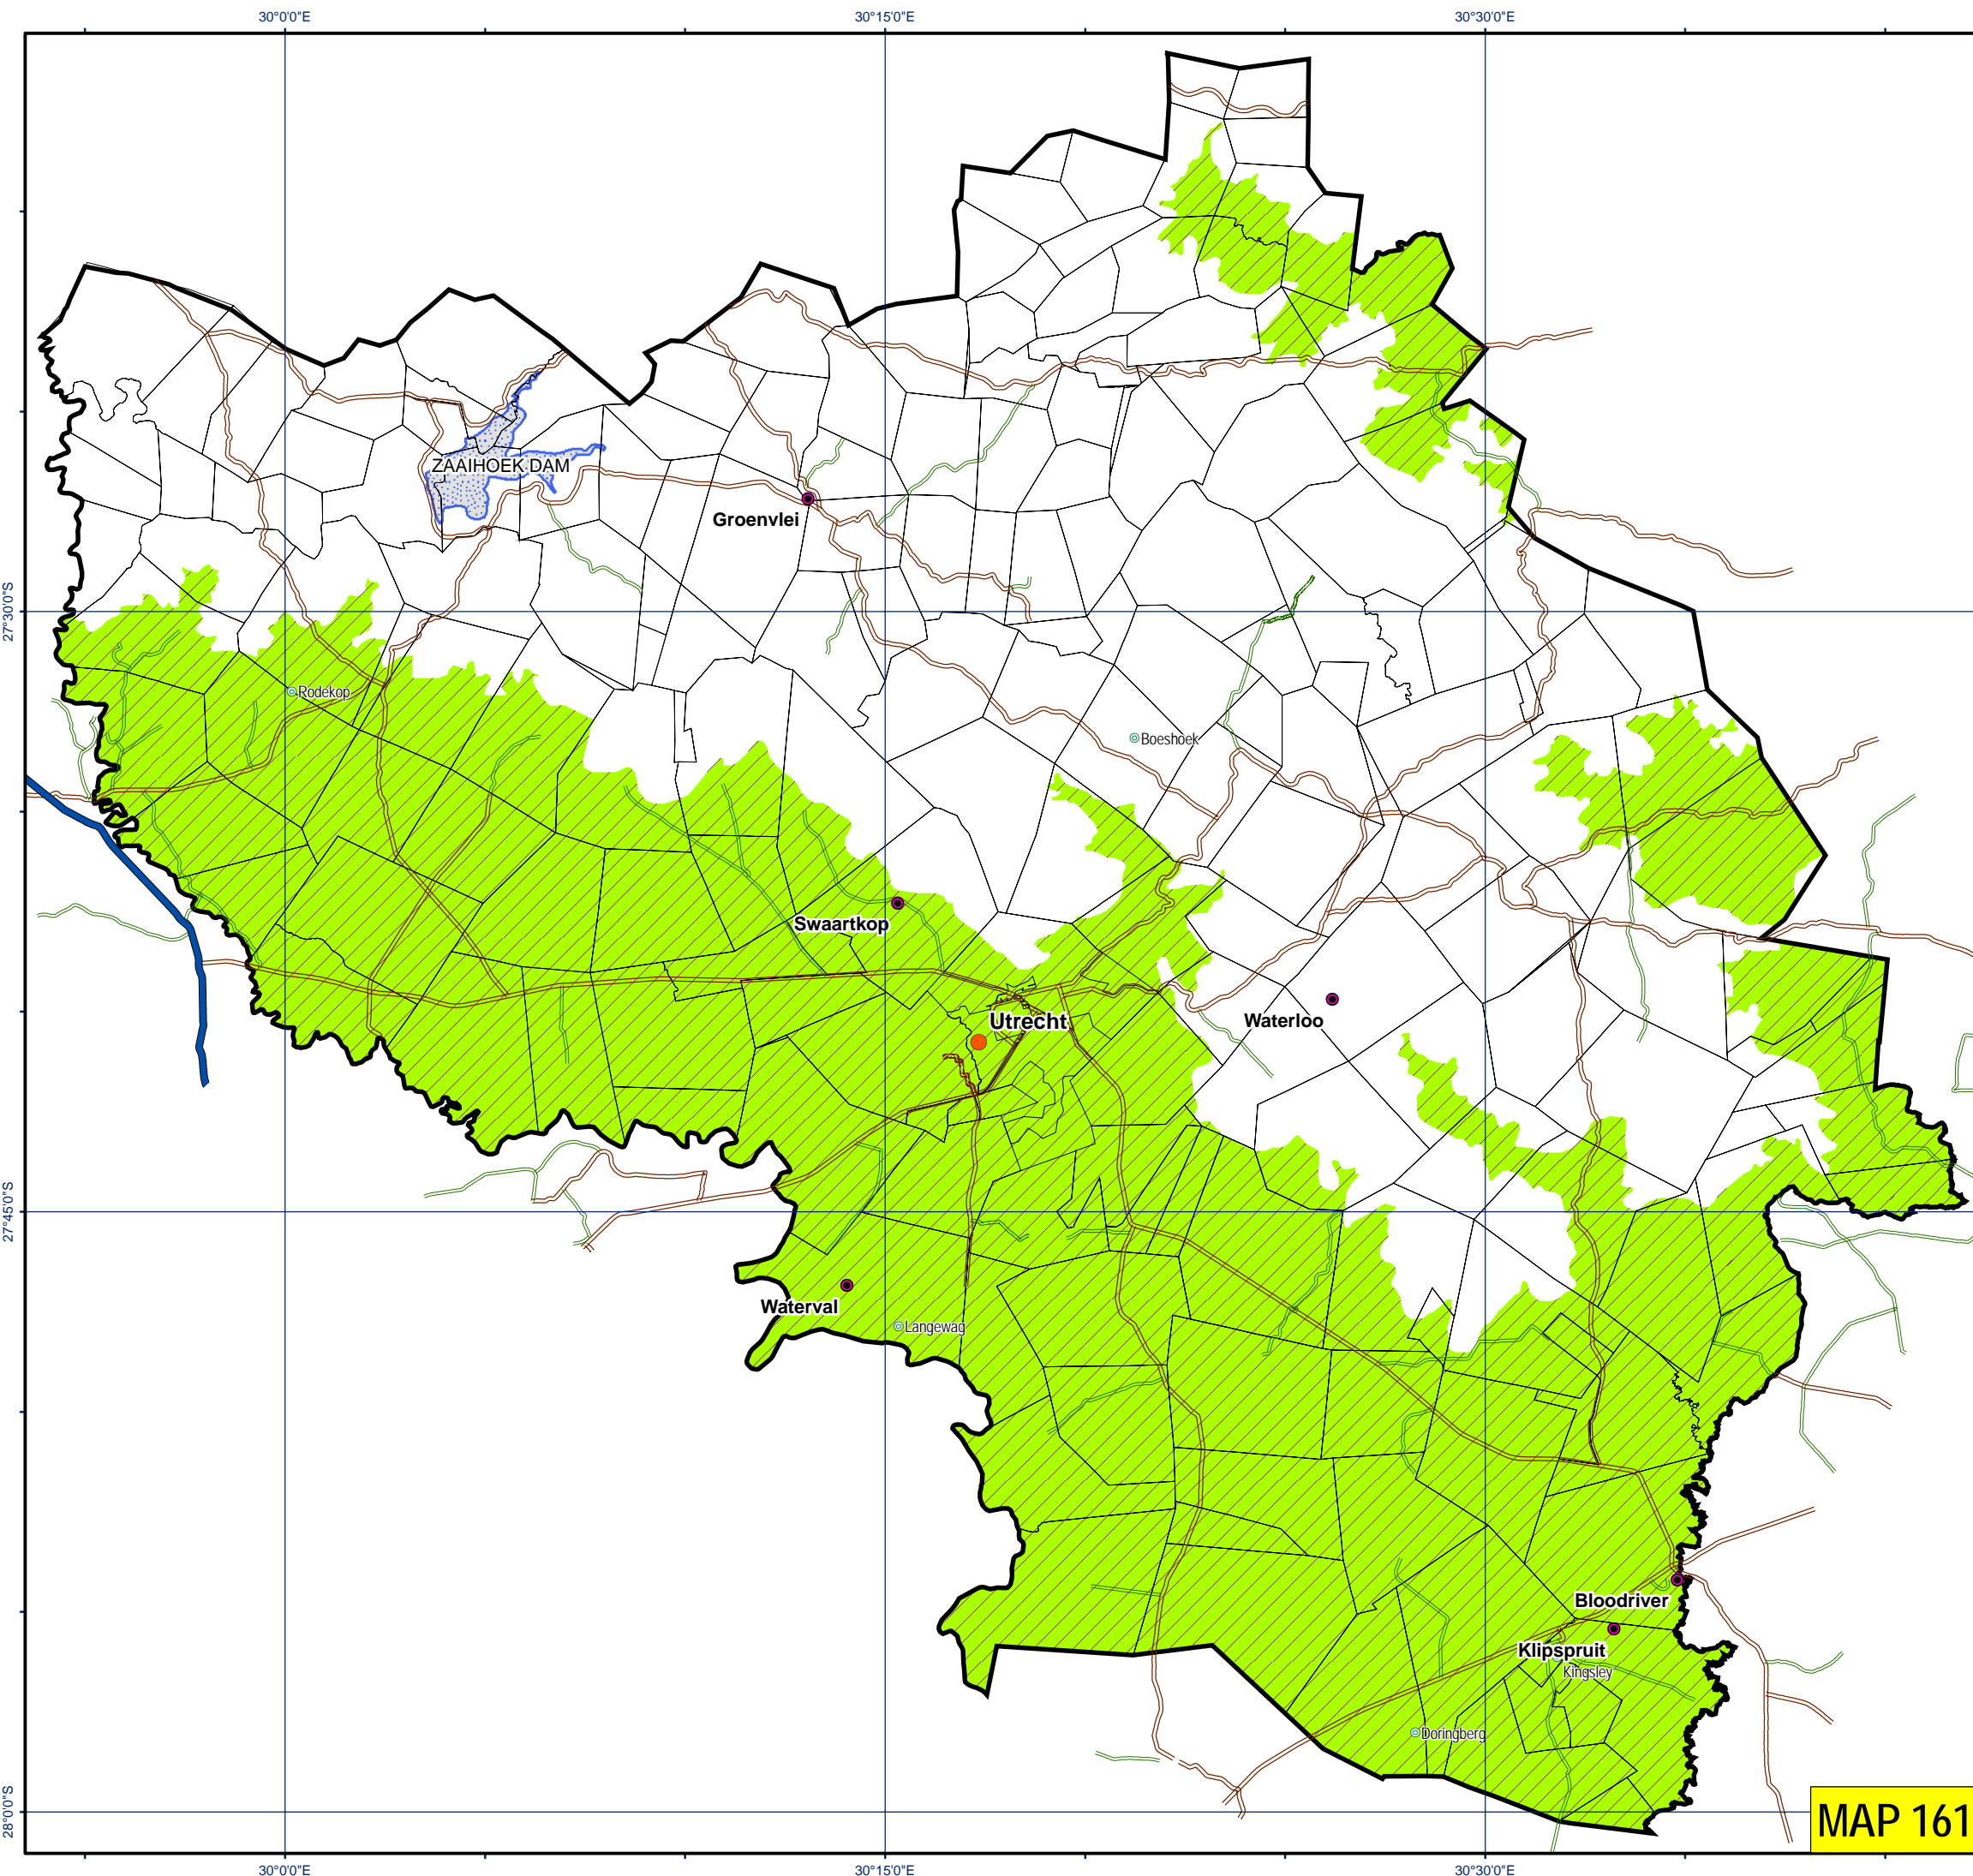 30°0'0"E
30°15'0"E
30°30'0"E
ZAAIHOEK DAM
Groenvlei
27°30'0"S
Rodekop
Boeshoek
Swaartkop
Utrecht
Waterloo
27°45'0"S
Waterval
Langewag
Bloodriver
Klipspruit
Kingsley
Doringberg
28°0'0"S
MAP 161
30°0'0"E
30°15'0"E
30°30'0"E